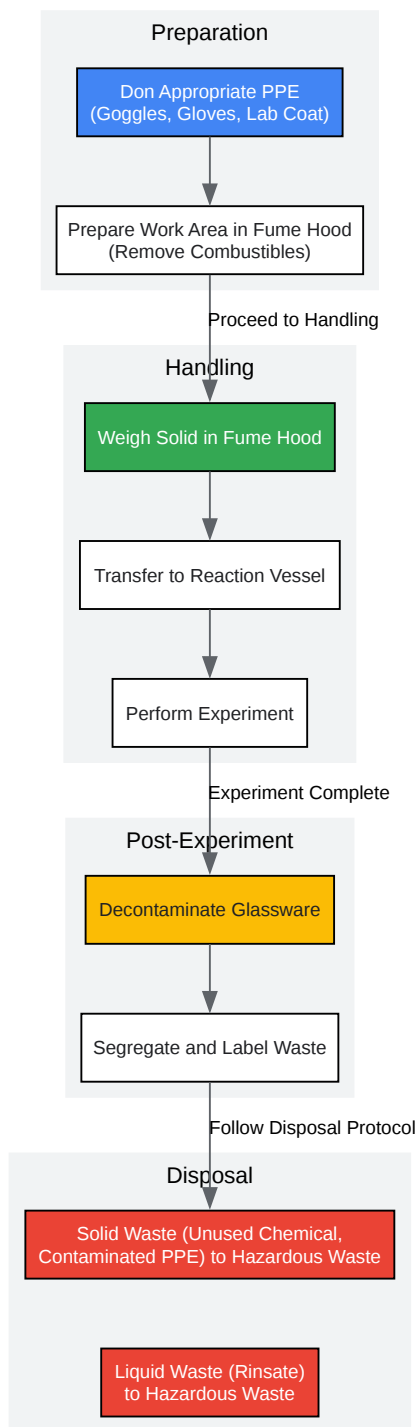 Preparation
Don Appropriate PPE
(Goggles, Gloves, Lab Coat)
Prepare Work Area in Fume Hood
(Remove Combustibles)
Proceed to Handling
Handling
Weigh Solid in Fume Hood
Transfer to Reaction Vessel
Perform Experiment
Experiment Complete
Post-Experiment
Decontaminate Glassware
Segregate and Label Waste
Follow Disposal Protocol
Disposal
Solid Waste (Unused Chemical,
Contaminated PPE) to Hazardous Waste
Liquid Waste (Rinsate)
to Hazardous Waste